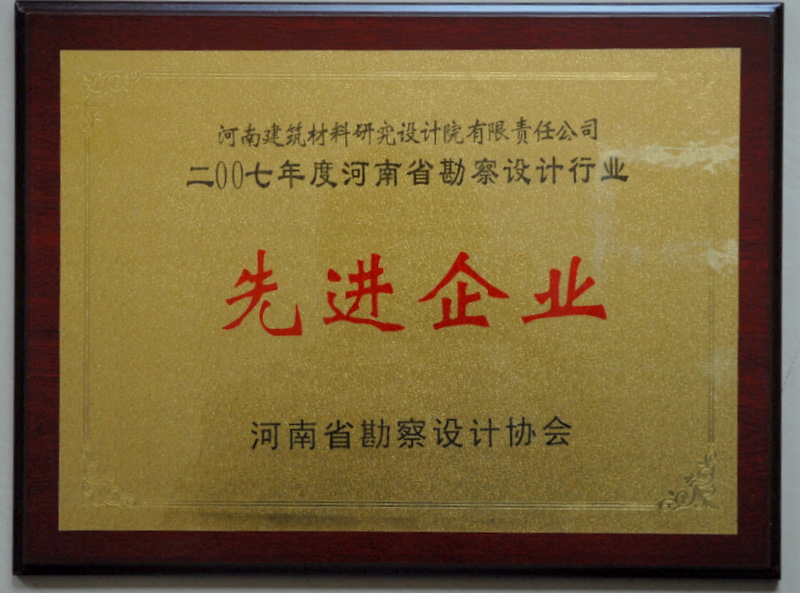 河南建筑材料研究设计院有限责任公司
二00七年度河南省勘察设计行业
先进企业
河南省勘察设计协会